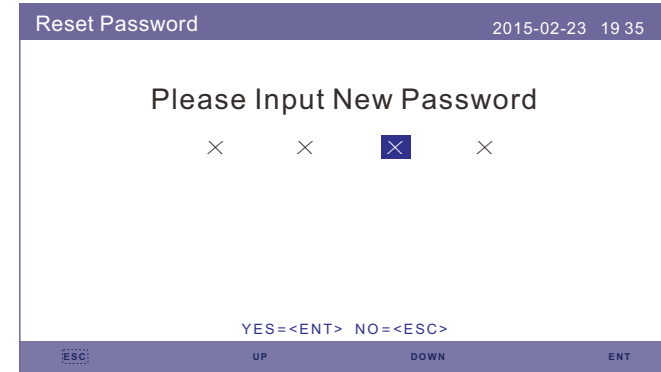 Reset Password 2015-02-23 19 35
Please Input New Password
× × × ×
YES=<ENT> NO=<ESC>
ESC UP DOWN ENT